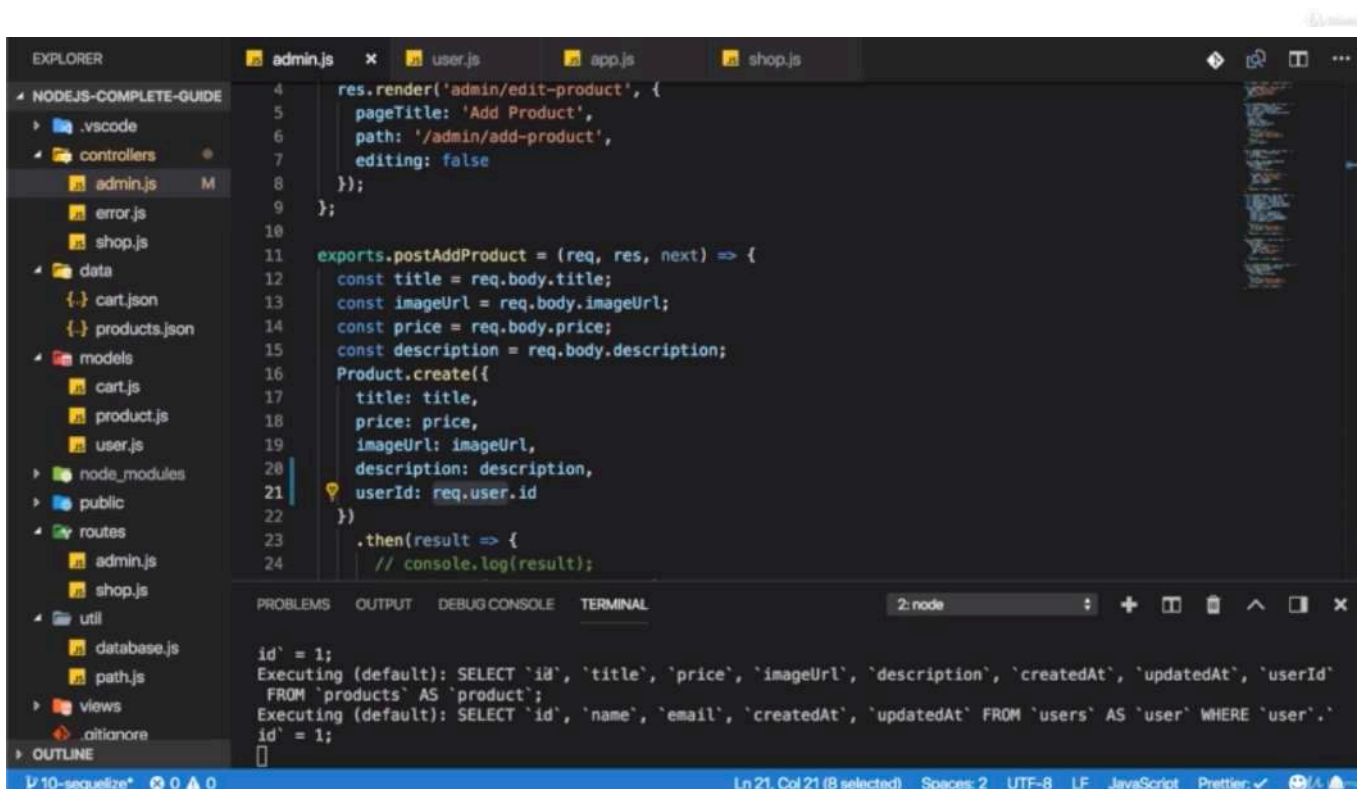 EXPLORER
NODEJS-COMPLETE-GUIDE
.vscode
controllers
admin.js M
error.js
shop.js
data
{..} cart.json
{..} products.json
models
cart.js
product.js
user.js
node_modules
public
routes
admin.js
shop.js
util
database.js
path.js
views
.gitignore
OUTLINE
admin.js × user.js app.js shop.js
4 res.render('admin/edit-product', {
5 pageTitle: 'Add Product',
6 path: '/admin/add-product',
7 editing: false
8 });
9 };
10
11 exports.postAddProduct = (req, res, next) => {
12 const title = req.body.title;
13 const imageUrl = req.body.imageUrl;
14 const price = req.body.price;
15 const description = req.body.description;
16 Product.create({
17 title: title,
18 price: price,
19 imageUrl: imageUrl,
20 description: description,
21 userId: req.user.id
22 })
23 .then(result => {
24 // console.log(result);
PROBLEMS OUTPUT DEBUG CONSOLE TERMINAL 2: node
id` = 1;
Executing (default): SELECT `id`, `title`, `price`, `imageUrl`, `description`, `createdAt`, `updatedAt`, `userId`
FROM `products` AS `product`;
Executing (default): SELECT `id`, `name`, `email`, `createdAt`, `updatedAt` FROM `users` AS `user` WHERE `user`.`
id` = 1;
10-sequelize* 0 0 Ln 21, Col 21 (8 selected) Spaces: 2 UTF-8 LF JavaScript Prettier: ✓